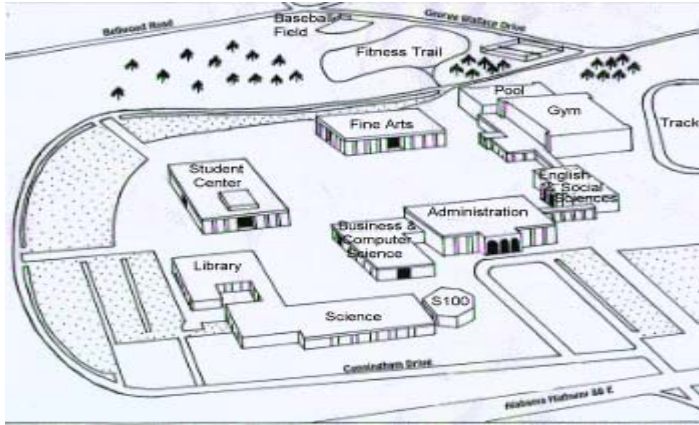 Bellwood Road
Baseball
Field
George Wallace Drive
Fitness Trail
Pool
Gym
Track
Fine Arts
Student
Center
English
& Social
Sciences
Administration
Business &
Computer
Science
Library
S100
Science
Cunningham Drive
Alabama Highway 88 E